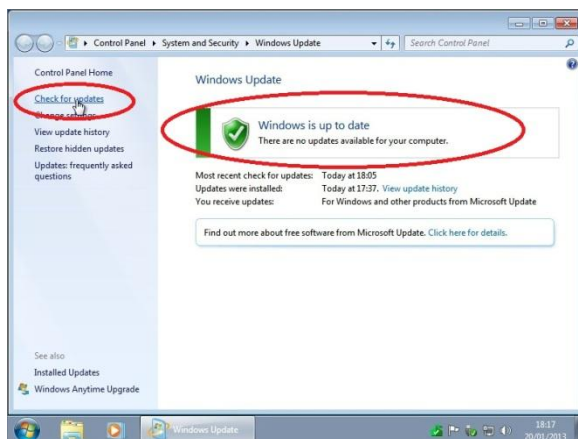 Control Panel ▸ System and Security ▸ Windows Update
Search Control Panel
Control Panel Home
Check for updates
Change settings
View update history
Restore hidden updates
Updates: frequently asked
questions
Windows Update
Windows is up to date
There are no updates available for your computer.
Most recent check for updates: Today at 18:05
Updates were installed: Today at 17:37. View update history
You receive updates: For Windows and other products from Microsoft Update
Find out more about free software from Microsoft Update. Click here for details.
See also
Installed Updates
Windows Anytime Upgrade
Windows Update
18:17
20/01/2013